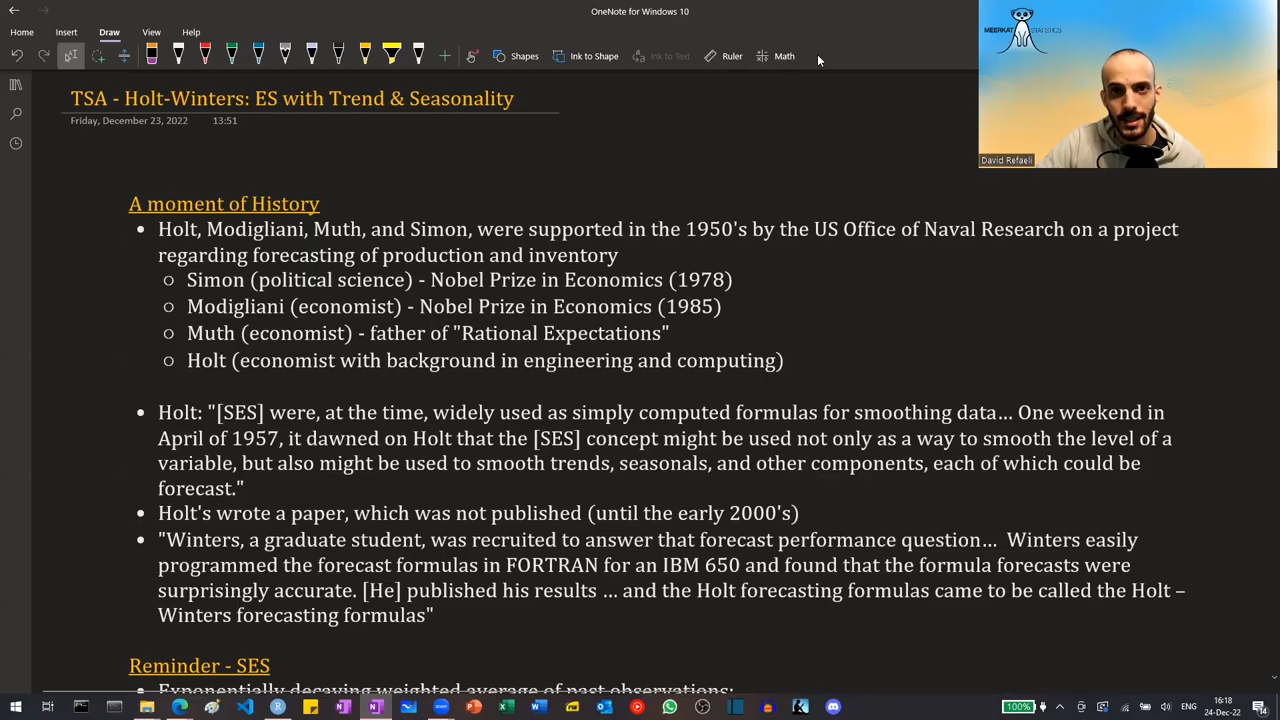 OneNote for Windows 10
Home Insert Draw View Help
Shapes Ink to Shape Ink to Text Ruler Math
MEERKAT STATISTICS
David Refaeli
TSA - Holt-Winters: ES with Trend & Seasonality
Friday, December 23, 2022 13:51
A moment of History
• Holt, Modigliani, Muth, and Simon, were supported in the 1950's by the US Office of Naval Research on a project
regarding forecasting of production and inventory
○ Simon (political science) - Nobel Prize in Economics (1978)
○ Modigliani (economist) - Nobel Prize in Economics (1985)
○ Muth (economist) - father of "Rational Expectations"
○ Holt (economist with background in engineering and computing)
• Holt: "[SES] were, at the time, widely used as simply computed formulas for smoothing data… One weekend in
April of 1957, it dawned on Holt that the [SES] concept might be used not only as a way to smooth the level of a
variable, but also might be used to smooth trends, seasonals, and other components, each of which could be
forecast."
• Holt's wrote a paper, which was not published (until the early 2000's)
• "Winters, a graduate student, was recruited to answer that forecast performance question… Winters easily
programmed the forecast formulas in FORTRAN for an IBM 650 and found that the formula forecasts were
surprisingly accurate. [He] published his results … and the Holt forecasting formulas came to be called the Holt –
Winters forecasting formulas"
Reminder - SES
• Exponentially decaying weighted average of past observations:
100% ENG 16:18
24-Dec-22